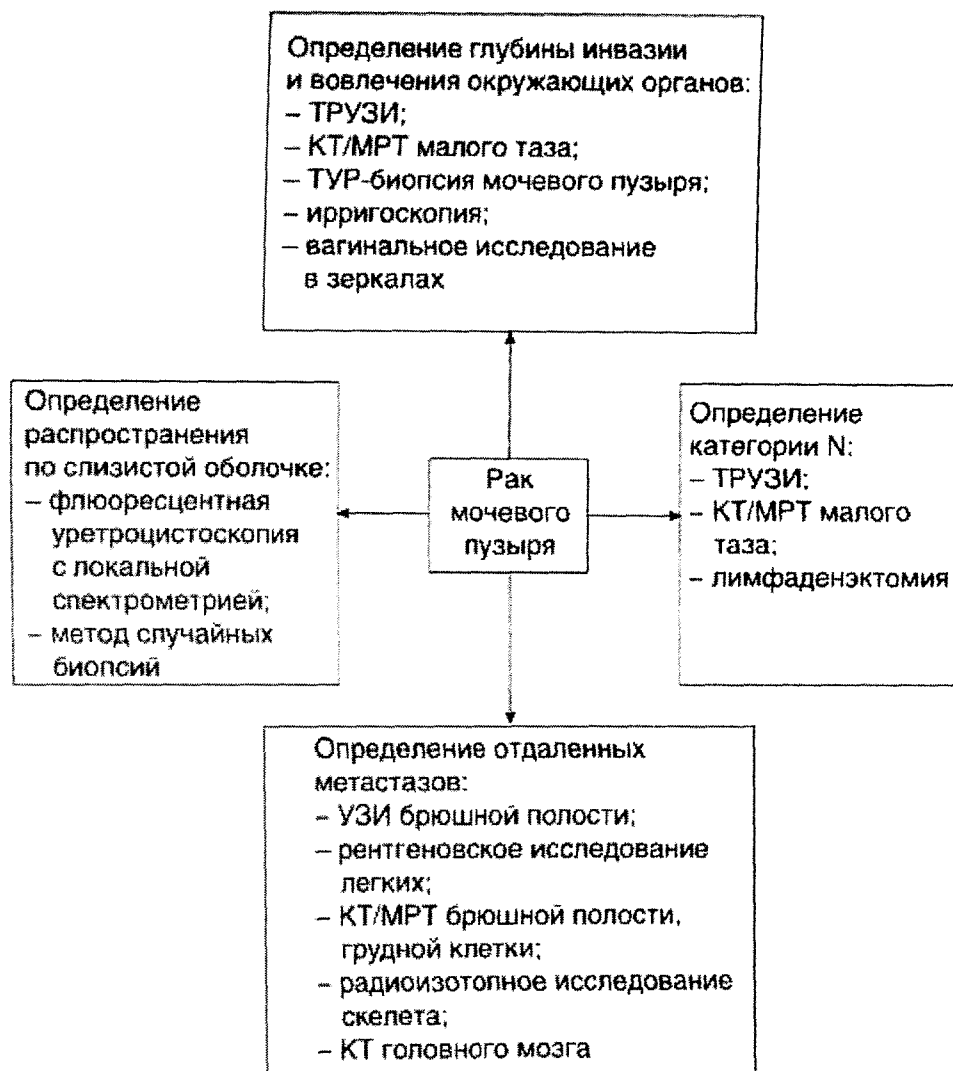 Определение глубины инвазии
и вовлечения окружающих органов:
– ТРУЗИ;
– КТ/МРТ малого таза;
– ТУР-биопсия мочевого пузыря;
– ирригоскопия;
– вагинальное исследование
в зеркалах
Определение
распространения
по слизистой оболочке:
– флюоресцентная
уретроцистоскопия
с локальной
спектрометрией;
– метод случайных
биопсий
Рак
мочевого
пузыря
Определение
категории N:
– ТРУЗИ;
– КТ/МРТ малого
таза;
– лимфаденэктомия
Определение отдаленных
метастазов:
– УЗИ брюшной полости;
– рентгеновское исследование
легких;
– КТ/МРТ брюшной полости,
грудной клетки;
– радиоизотопное исследование
скелета;
– КТ головного мозга